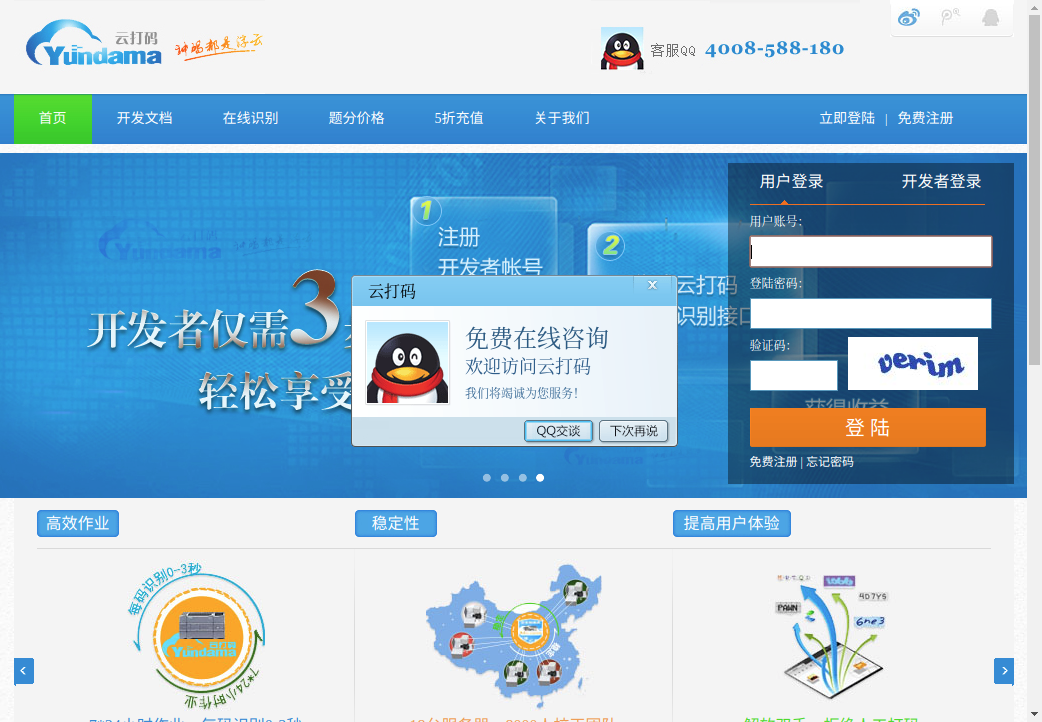 云打码
Yundama
神马都是浮云
客服QQ 4008-588-180
首页 开发文档 在线识别 题分价格 5折充值 关于我们 立即登陆 | 免费注册
用户登录 开发者登录
用户账号：
登陆密码：
验证码：
verim
登 陆
免费注册 | 忘记密码
1
注册
开发者帐号
2
云打码
识别接口
获得收益
开发者仅需3
轻松享受
云打码
x
免费在线咨询
欢迎访问云打码
我们将竭诚为您服务！
QQ交谈 下次再说
高效作业 稳定性 提高用户体验
每码识别0~3秒
7*24小时作业
Yundama
PAWN
4D7YS
6ne3